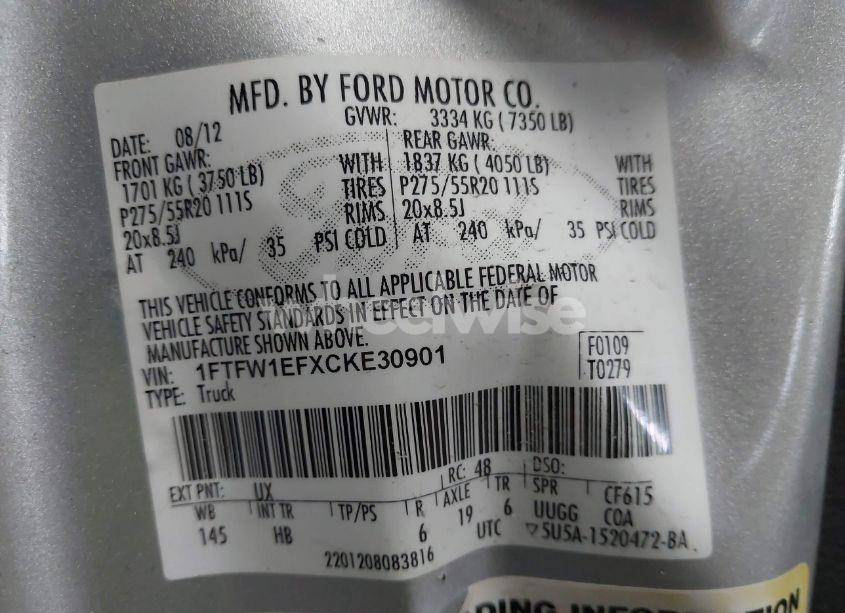 MFD. BY FORD MOTOR CO.
DATE: 08/12 GVWR: 3334 KG ( 7350 LB)
FRONT GAWR: REAR GAWR:
1701 KG ( 3750 LB) WITH 1837 KG ( 4050 LB) WITH
P275/55R20 111S TIRES P275/55R20 111S TIRES
20x8.5J RIMS 20x8.5J RIMS
AT 240 kPa/ 35 PSI COLD AT 240 kPa/ 35 PSI COLD
THIS VEHICLE CONFORMS TO ALL APPLICABLE FEDERAL MOTOR
VEHICLE SAFETY STANDARDS IN EFFECT ON THE DATE OF
MANUFACTURE SHOWN ABOVE.
VIN: 1FTFW1EFXCKE30901 F0109
TYPE: Truck T0279
RC: 48 DSO:
EXT PNT: UX
WB INT TR TP/PS R AXLE TR SPR CF615
145 HB 6 19 6 UUGG COA
UTC ▽5U5A-1520472-BA
2201208083816